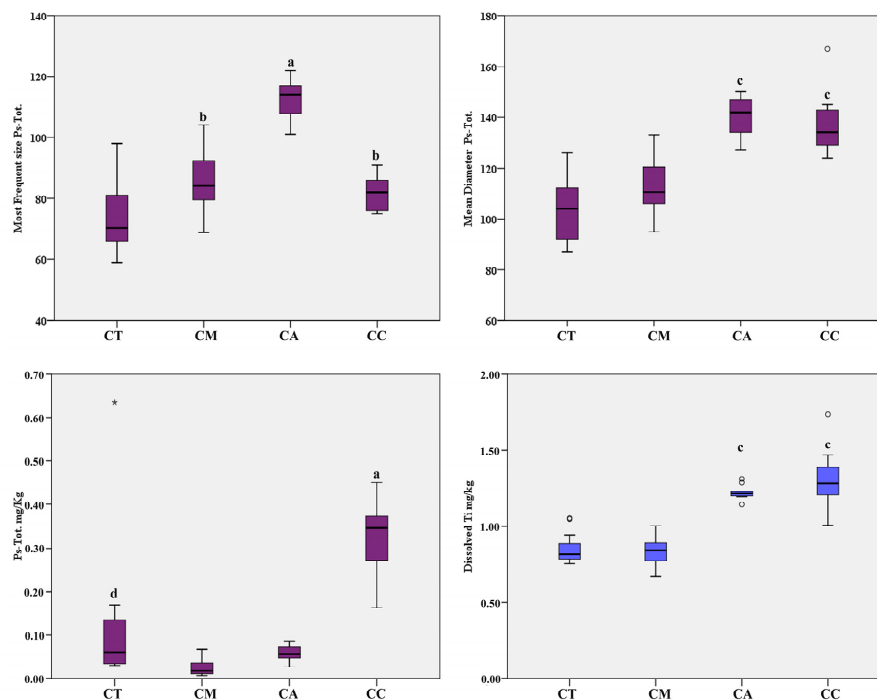 140
120
100
80
60
40
Most Frequent size Ps-Tot.
b
a
b
CT CM CA CC
180
160
140
120
100
80
60
Mean Diameter Ps-Tot.
c
c
CT CM CA CC
0.70
0.60
0.50
0.40
0.30
0.20
0.10
0.00
Ps-Tot. mg/Kg
*
d
a
CT CM CA CC
2.00
1.50
1.00
0.50
0.00
Dissolved Ti mg/kg
c
c
CT CM CA CC